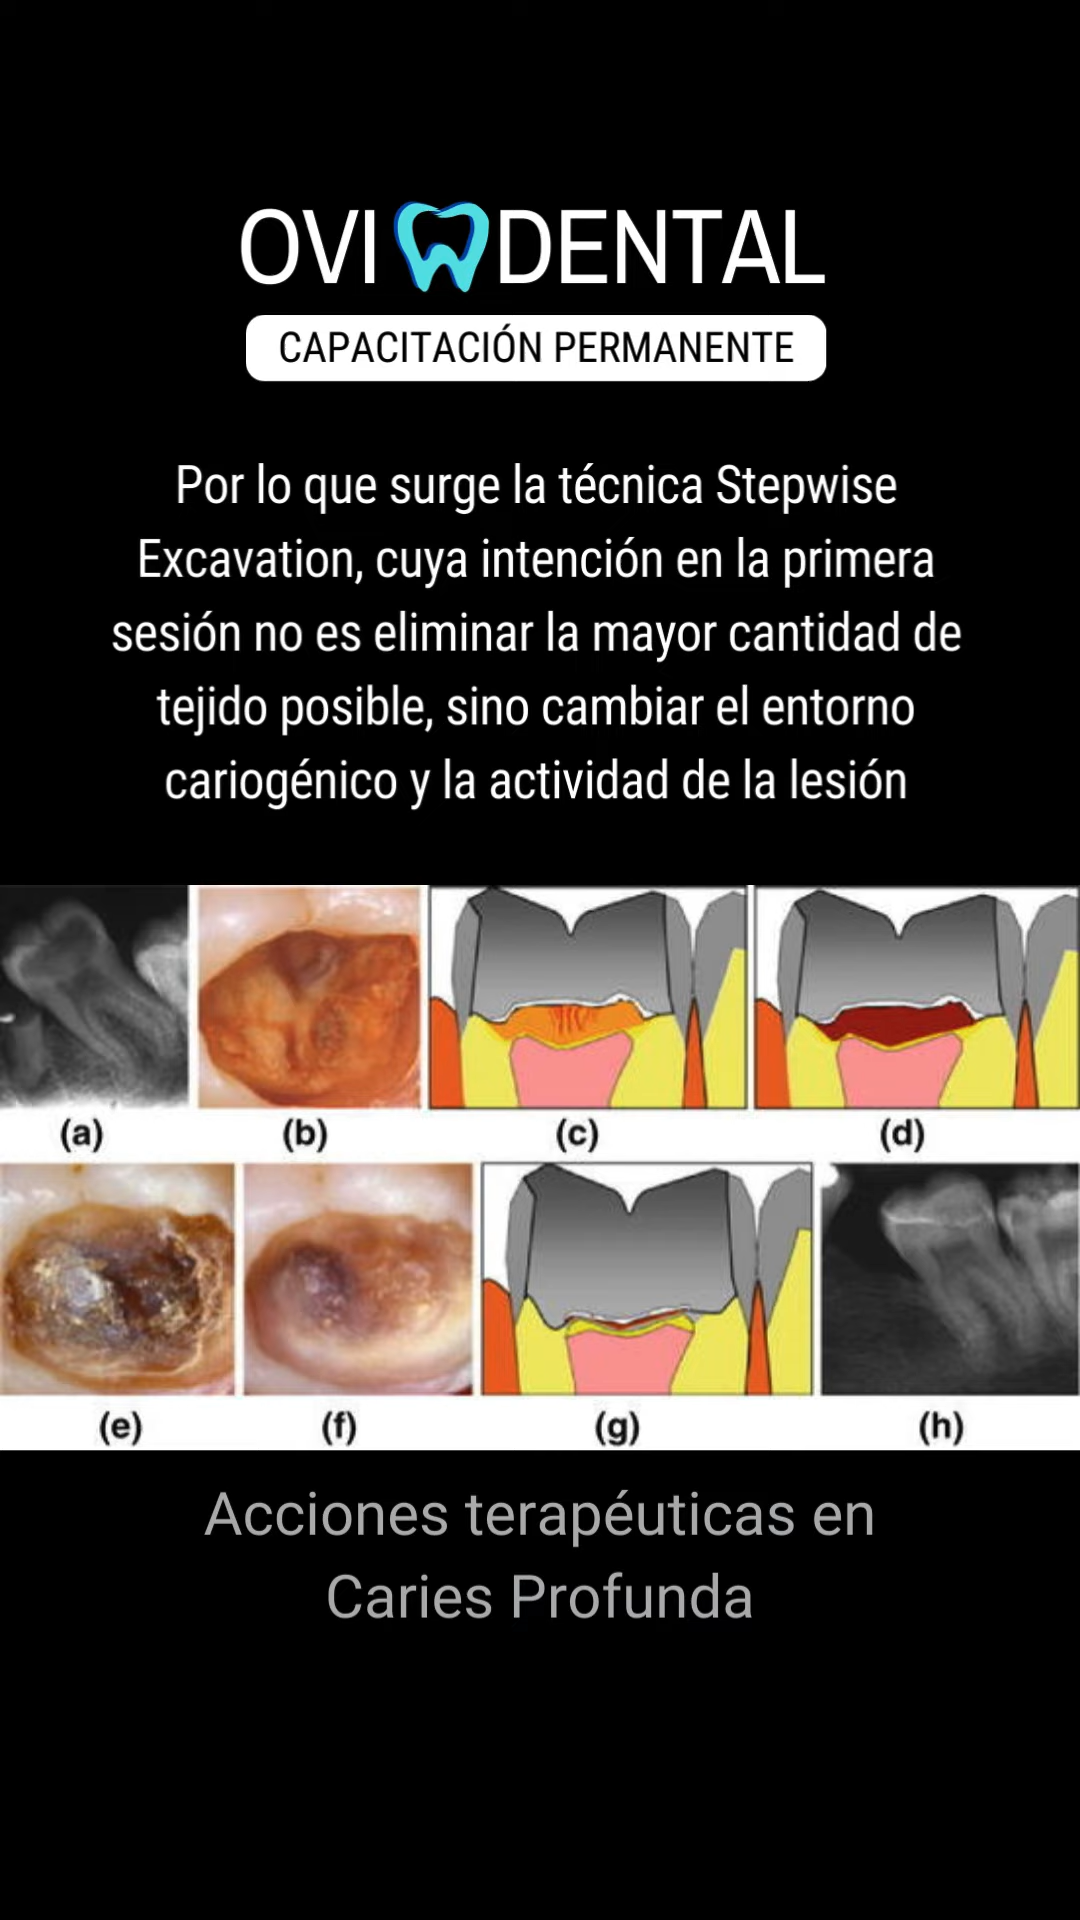 OVI DENTAL
CAPACITACIÓN PERMANENTE
Por lo que surge la técnica Stepwise
Excavation, cuya intención en la primera
sesión no es eliminar la mayor cantidad de
tejido posible, sino cambiar el entorno
cariogénico y la actividad de la lesión
(a) (b) (c) (d)
(e) (f) (g) (h)
Acciones terapéuticas en
Caries Profunda